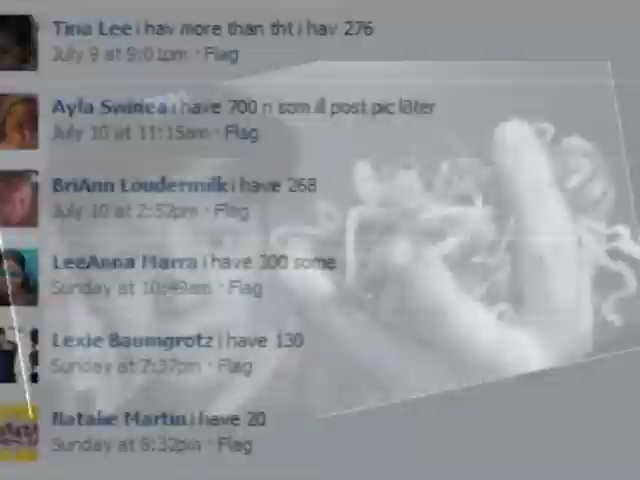 Tina Lee i hav more than tht i hav 276
July 9 at 9:01pm · Flag
Ayla Swinea i have 700 n som ill post pic later
July 10 at 11:15am · Flag
BriAnn Loudermilk i have 268
July 10 at 2:52pm · Flag
LeeAnna Marra i have 300 some
Sunday at 10:49am · Flag
Lexie Baumgrotz i have 130
Sunday at 2:37pm · Flag
Natalie Martin i have 20
Sunday at 8:32pm · Flag